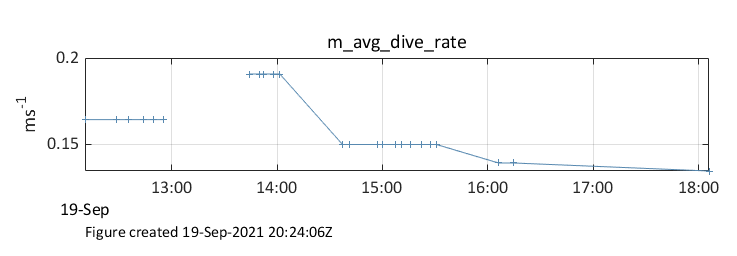 m_avg_dive_rate
0.2
ms-1
0.15
13:00 14:00 15:00 16:00 17:00 18:00
19-Sep
Figure created 19-Sep-2021 20:24:06Z